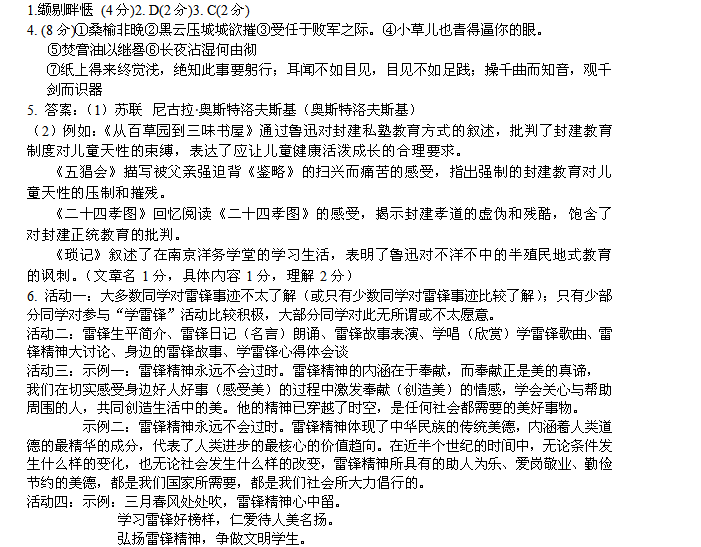 1.缬剔畔惬 (4分)2. D(2分)3. C(2分)
4. (8分)①桑榆非晚②黑云压城城欲摧③受任于败军之际。④小草儿也青得逼你的眼。
⑤焚膏油以继晷⑥长夜沾湿何由彻
⑦纸上得来终觉浅，绝知此事要躬行；耳闻不如目见，目见不如足践；操千曲而知音，观千
剑而识器
5. 答案：（1）苏联 尼古拉·奥斯特洛夫斯基（奥斯特洛夫斯基）
（2）例如：《从百草园到三味书屋》通过鲁迅对封建私塾教育方式的叙述，批判了封建教育
制度对儿童天性的束缚，表达了应让儿童健康活泼成长的合理要求。
《五猖会》描写被父亲强迫背《鉴略》的扫兴而痛苦的感受，指出强制的封建教育对儿
童天性的压制和摧残。
《二十四孝图》回忆阅读《二十四孝图》的感受，揭示封建孝道的虚伪和残酷，饱含了
对封建正统教育的批判。
《琐记》叙述了在南京洋务学堂的学习生活，表明了鲁迅对不洋不中的半殖民地式教育
的讽刺。（文章名 1 分，具体内容 1 分，理解 2 分）
6. 活动一：大多数同学对雷锋事迹不太了解（或只有少数同学对雷锋事迹比较了解）；只有少部
分同学对参与“学雷锋”活动比较积极，大部分同学对此无所谓或不太愿意。
活动二：雷锋生平简介、雷锋日记（名言）朗诵、雷锋故事表演、学唱（欣赏）学雷锋歌曲、雷
锋精神大讨论、身边的雷锋故事、学雷锋心得体会谈
活动三：示例一：雷锋精神永远不会过时。雷锋精神的内涵在于奉献，而奉献正是美的真谛，
我们在切实感受身边好人好事（感受美）的过程中激发奉献（创造美）的情感，学会关心与帮助
周围的人，共同创造生活中的美。他的精神已穿越了时空，是任何社会都需要的美好事物。
示例二：雷锋精神永远不会过时。雷锋精神体现了中华民族的传统美德，内涵着人类道
德的最精华的成分，代表了人类进步的最核心的价值趋向。在近半个世纪的时间中，无论条件发
生什么样的变化，也无论社会发生什么样的改变，雷锋精神所具有的助人为乐、爱岗敬业、勤俭
节约的美德，都是我们国家所需要，都是我们社会所大力倡行的。
活动四：示例：三月春风处处吹，雷锋精神心中留。
学习雷锋好榜样，仁爱待人美名扬。
弘扬雷锋精神，争做文明学生。